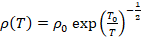 ρ(T) = ρ₀ exp(T₀/T)^(-1/2)